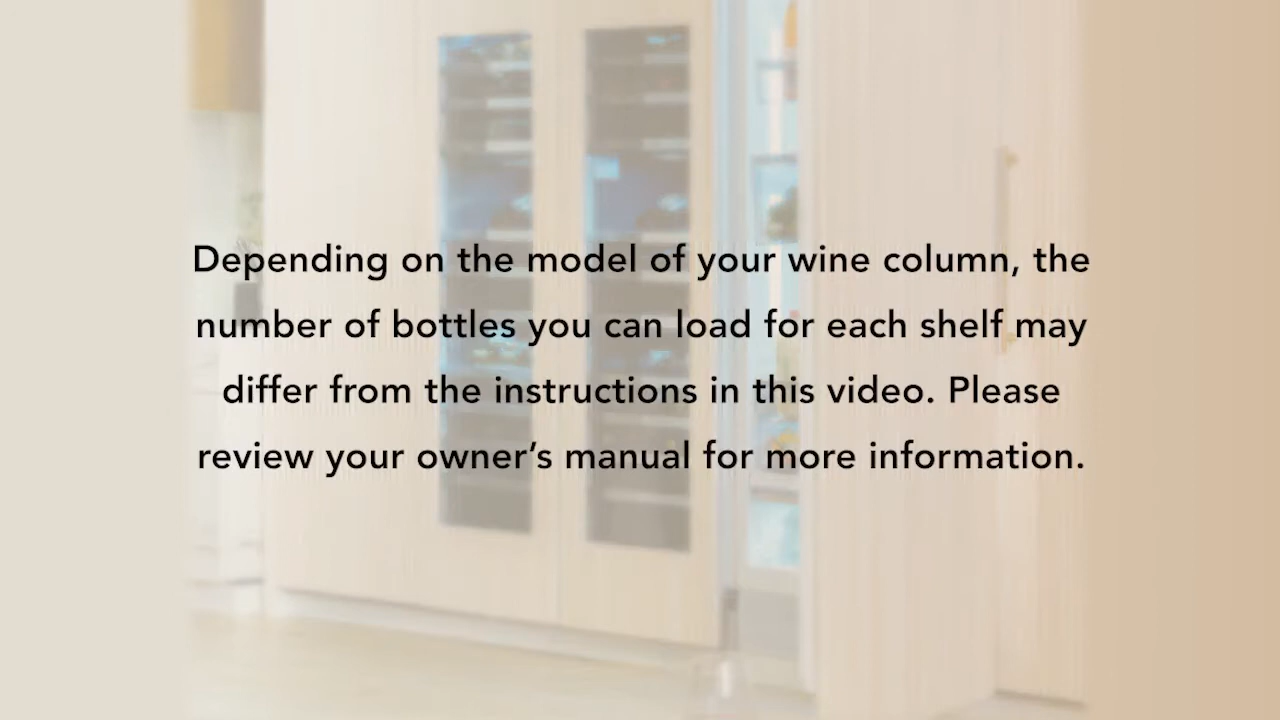 Depending on the model of your wine column, the
number of bottles you can load for each shelf may
differ from the instructions in this video. Please
review your owner’s manual for more information.